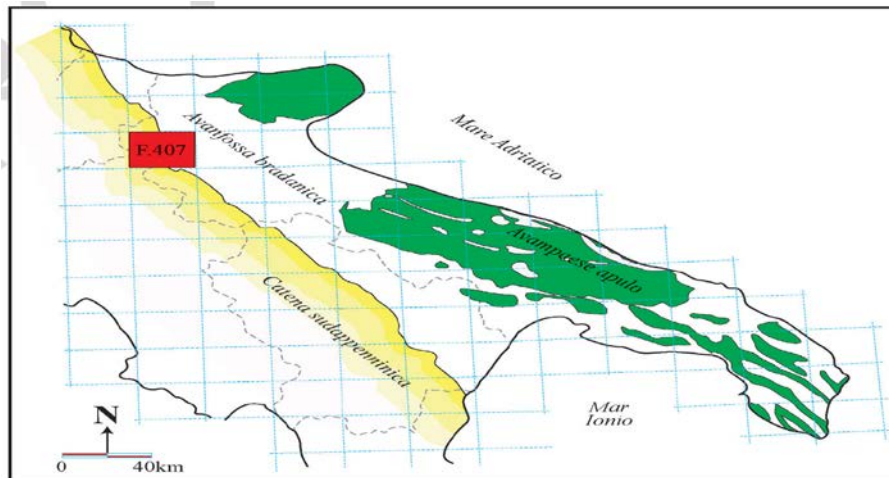 Mare Adriatico
F.407
Avanfossa bradanica
Avampaese apulo
Catena sudappenninica
Mar
Ionio
N
0 40km